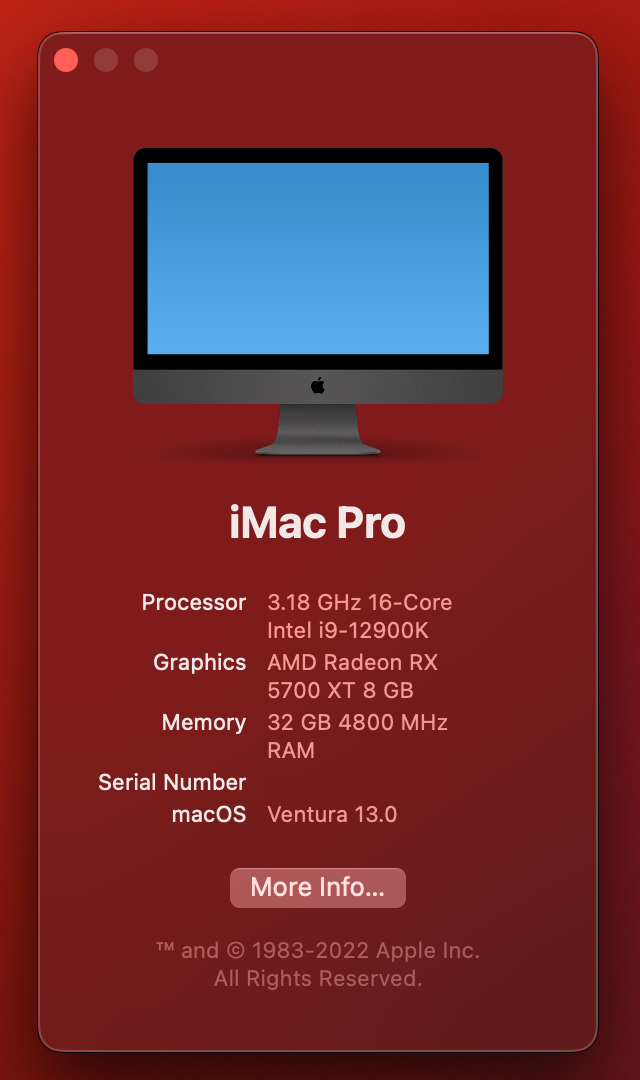 iMac Pro
Processor 3.18 GHz 16-Core
Intel i9-12900K
Graphics AMD Radeon RX
5700 XT 8 GB
Memory 32 GB 4800 MHz
RAM
Serial Number
macOS Ventura 13.0
More Info...
™ and © 1983-2022 Apple Inc.
All Rights Reserved.